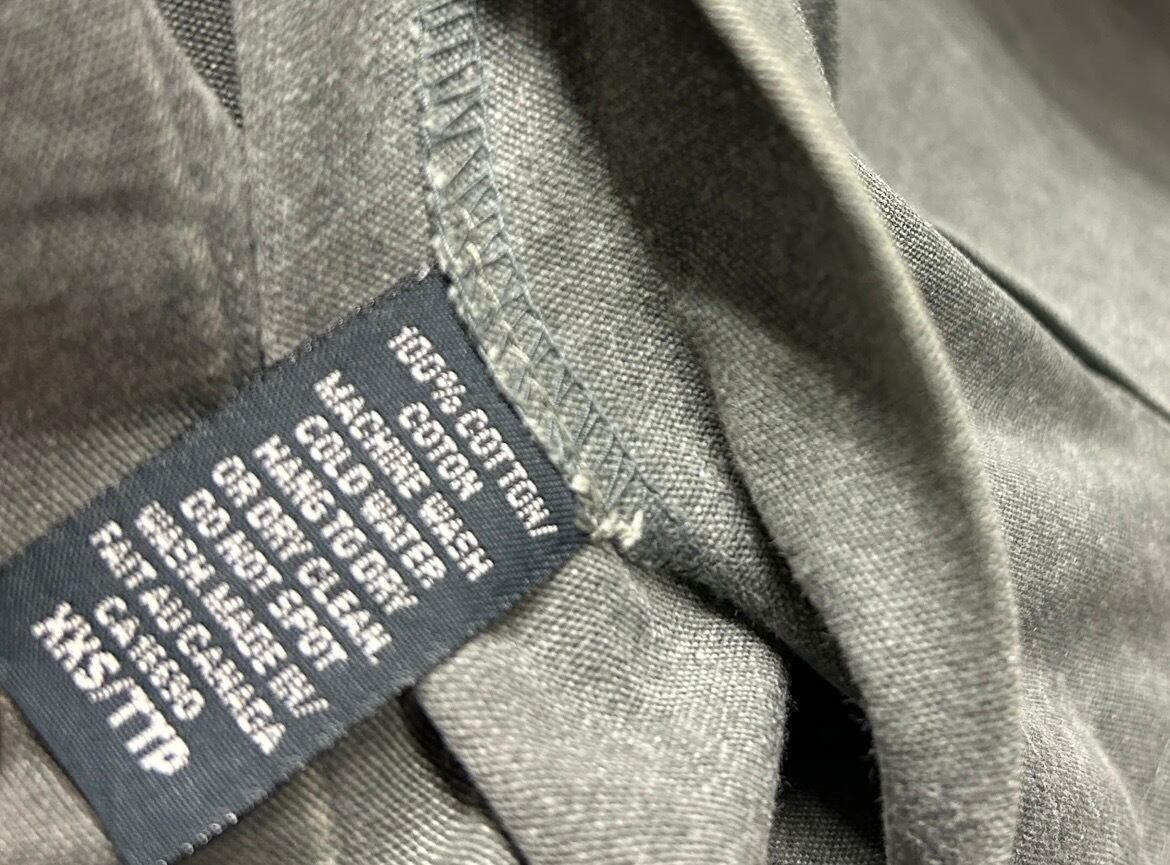 100% COTTON/
COTON
MACHINE WASH
COLD WATER
HANG TO DRY
OR DRY CLEAN.
DO NOT SPOT
WASH MADE IN/
FAIT AU CANADA
XXS/TTP